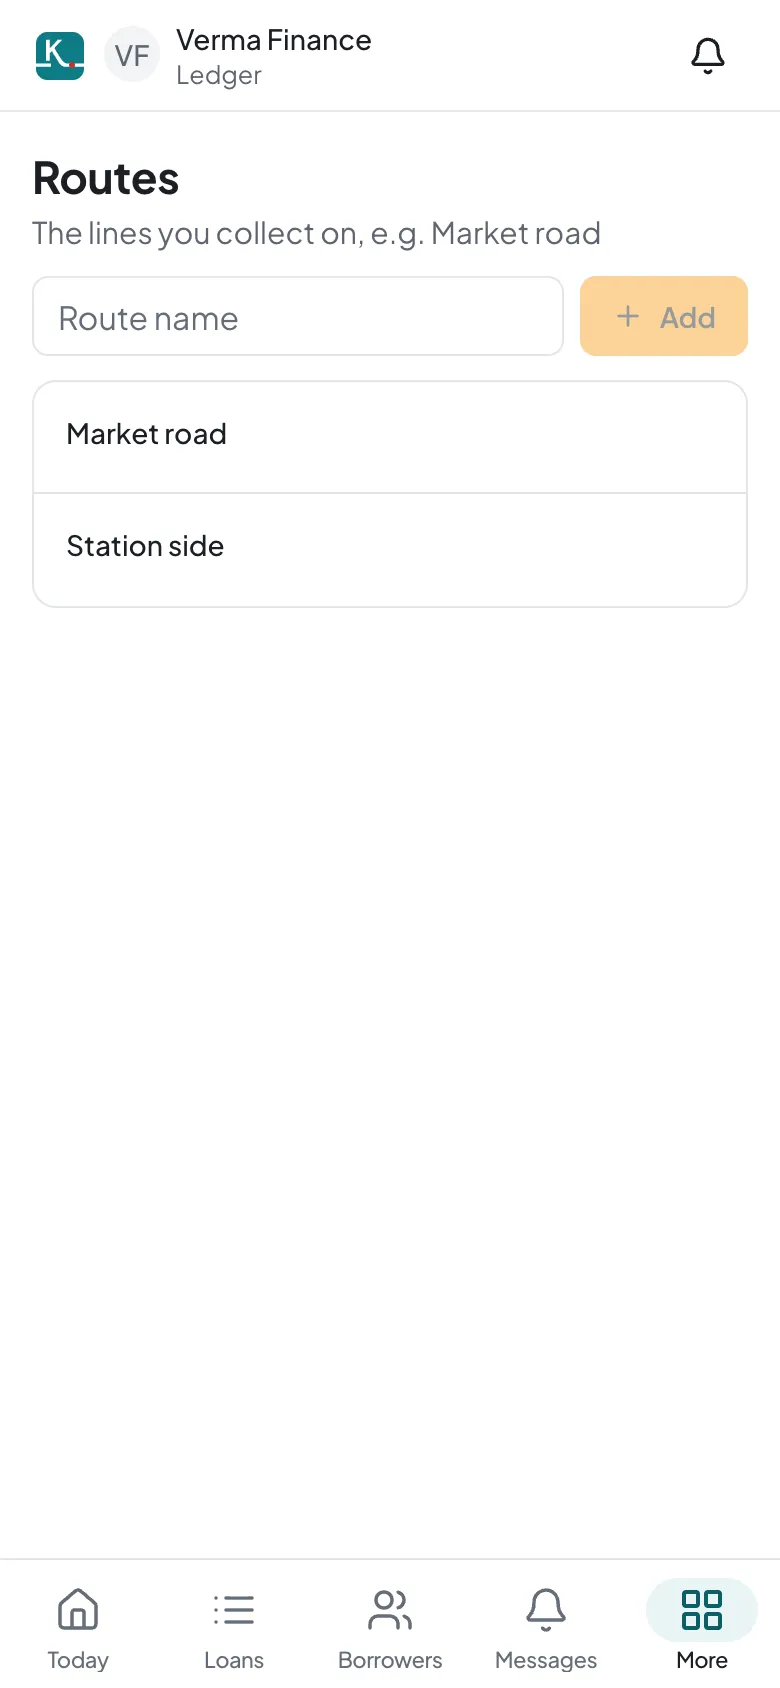 K.
VF
Verma Finance
Ledger
Routes
The lines you collect on, e.g. Market road
Route name
+ Add
Market road
Station side
Today
Loans
Borrowers
Messages
More